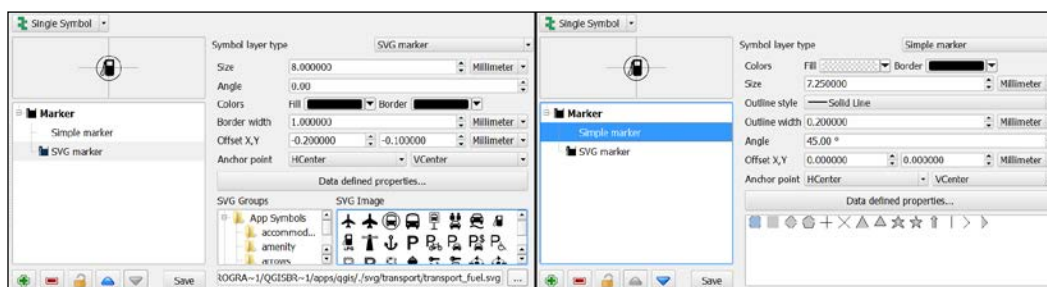 Single Symbol
Symbol layer type SVG marker
Size 8.000000 Millimeter
Angle 0.00
Colors Fill Border
Border width 1.000000 Millimeter
Offset X,Y -0.200000 -0.100000 Millimeter
Anchor point HCenter VCenter
Data defined properties...
SVG Groups SVG Image
App Symbols
accommod...
amenity
arrows
Marker
Simple marker
SVG marker
Save
ROGRA~1/QGISBR~1/apps/qgis/./svg/transport/transport_fuel.svg ...
Single Symbol
Symbol layer type Simple marker
Colors Fill Border
Size 7.250000 Millimeter
Outline style Solid Line
Outline width 0.200000 Millimeter
Angle 45.00 °
Offset X,Y 0.000000 0.000000 Millimeter
Anchor point HCenter VCenter
Data defined properties...
Marker
Simple marker
SVG marker
Save